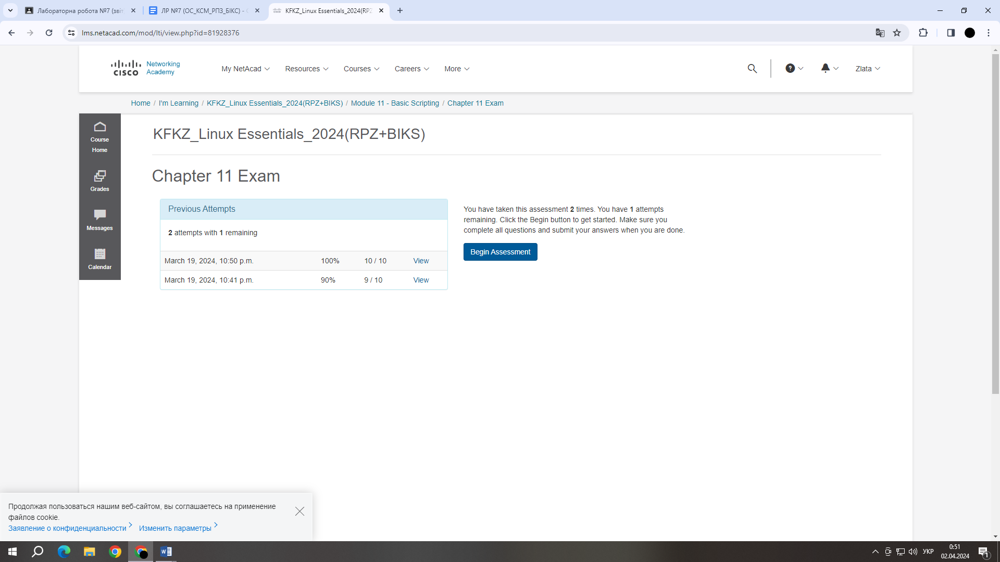 Лабораторна робота №7 (звіт
ЛР №7 (ОС_КСМ_РПЗ_БІКС) - G
KFKZ_Linux Essentials_2024(RPZ
lms.netacad.com/mod/lti/view.php?id=81928376
CISCO Networking Academy
My NetAcad
Resources
Courses
Careers
More
Zlata
Home / I'm Learning / KFKZ_Linux Essentials_2024(RPZ+BIKS) / Module 11 - Basic Scripting / Chapter 11 Exam
Course
Home
Grades
Messages
Calendar
KFKZ_Linux Essentials_2024(RPZ+BIKS)
Chapter 11 Exam
Previous Attempts
2 attempts with 1 remaining
March 19, 2024, 10:50 p.m. 100% 10 / 10 View
March 19, 2024, 10:41 p.m. 90% 9 / 10 View
You have taken this assessment 2 times. You have 1 attempts
remaining. Click the Begin button to get started. Make sure you
complete all questions and submit your answers when you are done.
Begin Assessment
Продолжая пользоваться нашим веб-сайтом, вы соглашаетесь на применение
файлов cookie.
Заявление о конфиденциальности > Изменить параметры >
УКР
0:51
02.04.2024
1